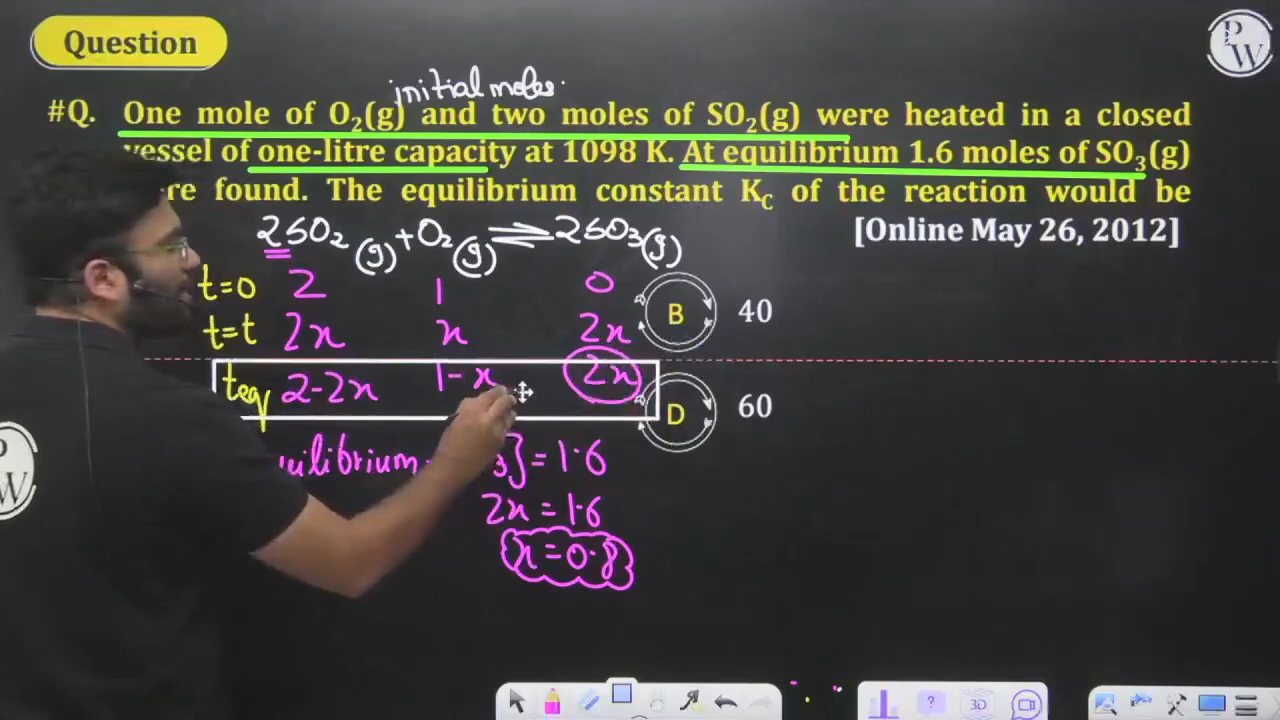 Question
P
W
initial moles.
#Q. One mole of O₂(g) and two moles of SO₂(g) were heated in a closed
vessel of one-litre capacity at 1098 K. At equilibrium 1.6 moles of SO₃(g)
re found. The equilibrium constant K_C of the reaction would be
[Online May 26, 2012]
2SO₂(g) + O₂(g) ⇌ 2SO₃(g)
t=0 2 1 0
B 40
t=t 2x x 2x
teq 2-2x 1-x 2x
D 60
uilibrium 3] = 1.6
2x = 1.6
x = 0.8
P
W
? 3D